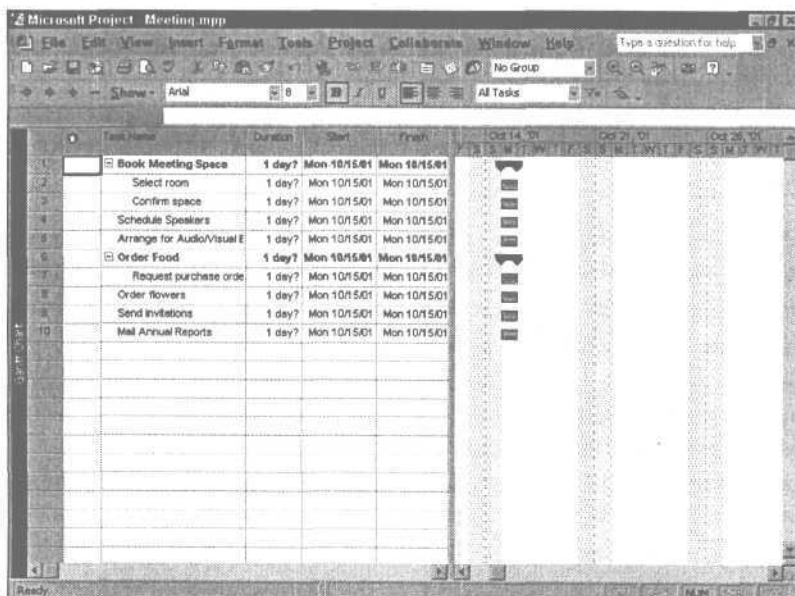 Microsoft Project Meeting.mpp
File Edit View Insert Format Tools Project Collaborate Window Help Type a question for help
No Group
Show Arial 8 B I U All Tasks
Task Name Duration Start Finish Oct 14, '01 Oct 21, '01 Oct 28, '01
F S S M T W T F S S M T W T F S S M T W T
1 Book Meeting Space 1 day? Mon 10/15/01 Mon 10/15/01
2 Select room 1 day? Mon 10/15/01 Mon 10/15/01
3 Confirm space 1 day? Mon 10/15/01 Mon 10/15/01
4 Schedule Speakers 1 day? Mon 10/15/01 Mon 10/15/01
5 Arrange for Audio/Visual E 1 day? Mon 10/15/01 Mon 10/15/01
6 Order Food 1 day? Mon 10/15/01 Mon 10/15/01
7 Request purchase orde 1 day? Mon 10/15/01 Mon 10/15/01
8 Order flowers 1 day? Mon 10/15/01 Mon 10/15/01
9 Send invitations 1 day? Mon 10/15/01 Mon 10/15/01
10 Mail Annual Reports 1 day? Mon 10/15/01 Mon 10/15/01
Gantt Chart
Ready NUM